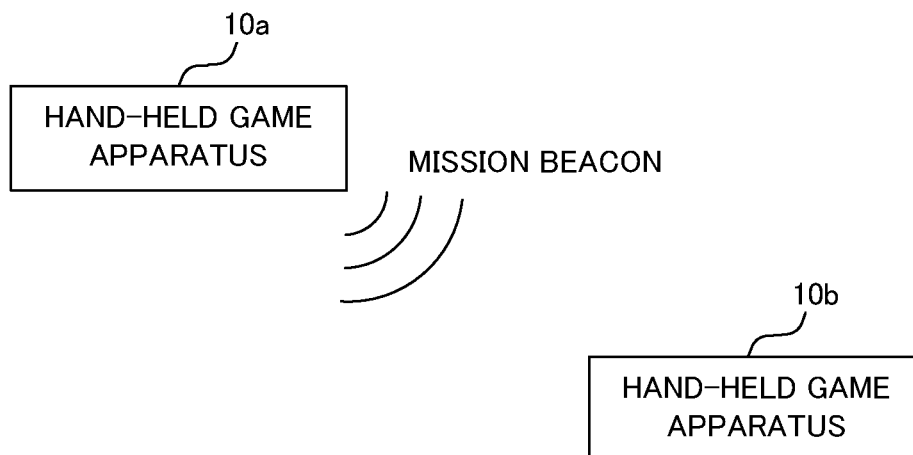 10a
HAND-HELD GAME
APPARATUS
MISSION BEACON
10b
HAND-HELD GAME
APPARATUS